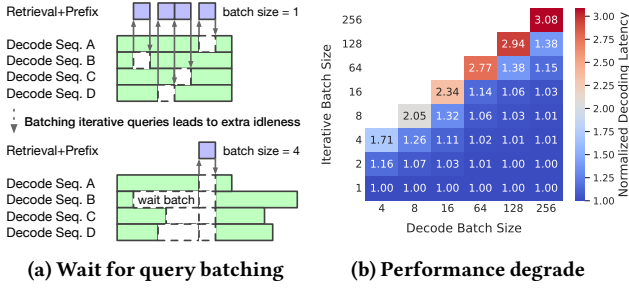 Retrieval+Prefix
batch size = 1
Decode Seq. A
Decode Seq. B
Decode Seq. C
Decode Seq. D
Batching iterative queries leads to extra idleness
Retrieval+Prefix
batch size = 4
Decode Seq. A
Decode Seq. B
wait batch
Decode Seq. C
Decode Seq. D
(a) Wait for query batching
Iterative Batch Size
256 3.08
128 2.94 1.38
64 2.77 1.38 1.15
16 2.34 1.14 1.06 1.03
8 2.05 1.32 1.06 1.03 1.01
4 1.71 1.26 1.11 1.02 1.01 1.00
2 1.16 1.07 1.03 1.01 1.01 1.00
1 1.00 1.00 1.00 1.00 1.00 1.00
4 8 16 64 128 256
Decode Batch Size
3.00
2.75
2.50
2.25
2.00
1.75
1.50
1.25
1.00
Normalized Decoding Latency
(b) Performance degrade